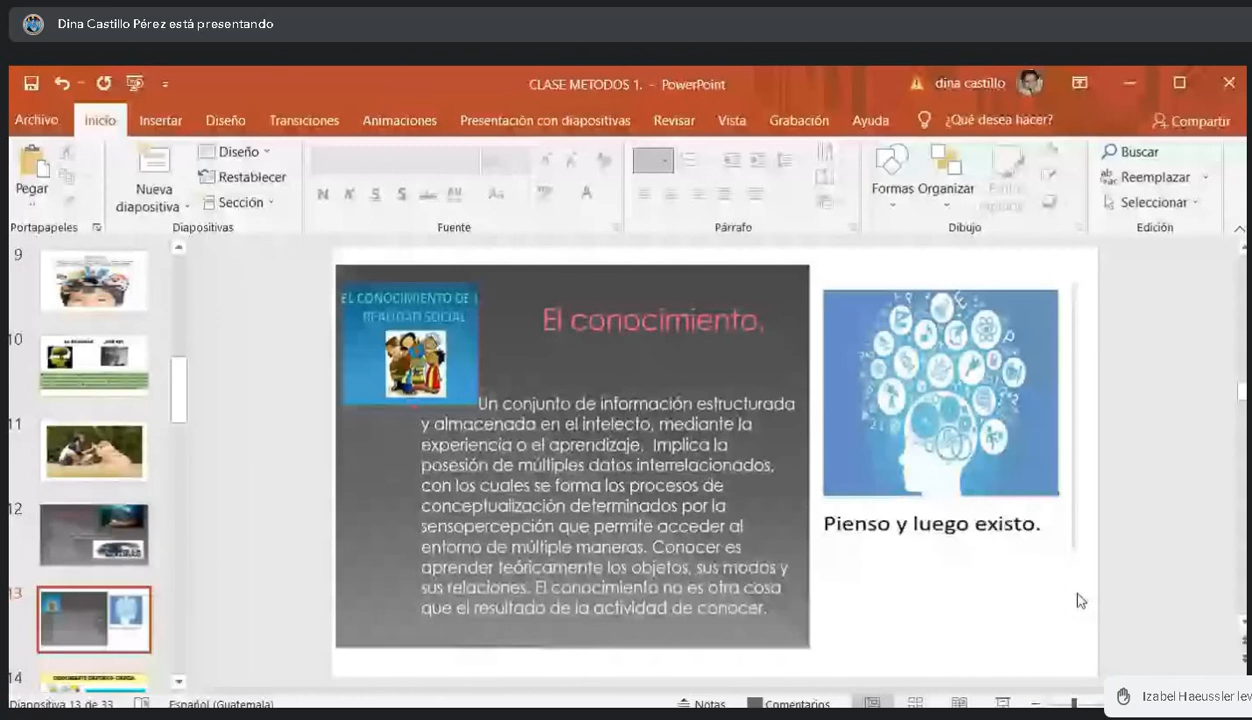 Dina Castillo Pérez está presentando
CLASE METODOS 1. - PowerPoint
dina castillo
Archivo Inicio Insertar Diseño Transiciones Animaciones Presentación con diapositivas Revisar Vista Grabación Ayuda ¿Qué desea hacer? Compartir
Pegar
Nueva
diapositiva
Diseño
Restablecer
Sección
Formas Organizar
Buscar
Reemplazar
Seleccionar
Portapapeles Diapositivas Fuente Párrafo Dibujo Edición
9
10
11
12
13
14
EL CONOCIMIENTO DE L
REALIDAD SOCIAL
El conocimiento.
Un conjunto de información estructurada
y almacenada en el intelecto, mediante la
experiencia o el aprendizaje. Implica la
posesión de múltiples datos interrelacionados,
con los cuales se forma los procesos de
conceptualización determinados por la
sensopercepción que permite acceder al
entorno de múltiple maneras. Conocer es
aprender teóricamente los objetos, sus modos y
sus relaciones. El conocimiento no es otra cosa
que el resultado de la actividad de conocer.
Pienso y luego existo.
Diapositiva 13 de 33 Español (Guatemala) Notas Comentarios
Izabel Haeussler lev